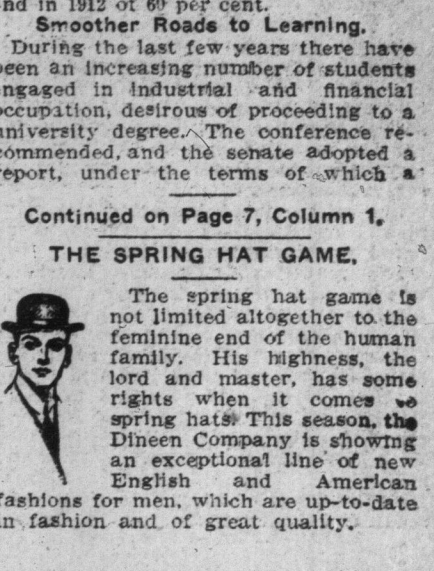 nd in 1912 of 60 per cent.
Smoother Roads to Learning.
During the last few years there have
een an increasing number of students
ngaged in industrial and financial
ccupation, desirous of proceeding to a
niversity degree. The conference re-
ommended, and the senate adopted a
eport, under the terms of which a
Continued on Page 7, Column 1.
THE SPRING HAT GAME.
The spring hat game is
not limited altogether to the
feminine end of the human
family. His highness, the
lord and master, has some
rights when it comes to
spring hats. This season, the
Dineen Company is showing
an exceptional line of new
English and American
fashions for men, which are up-to-date
in fashion and of great quality.